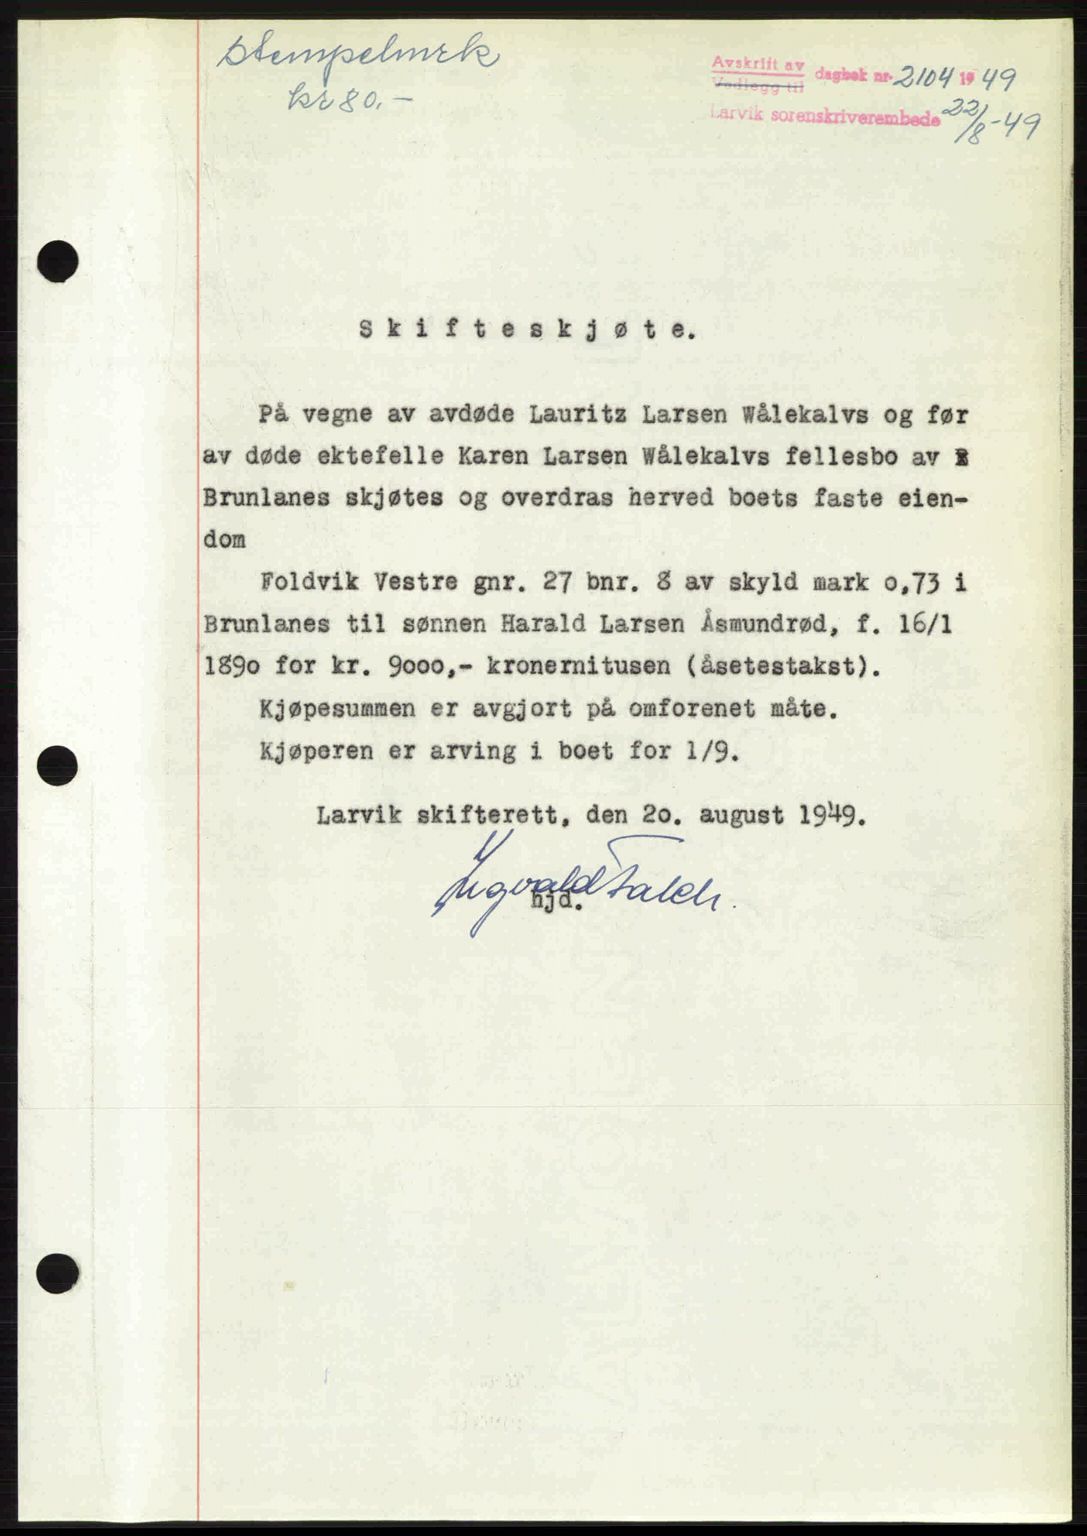 Stempelmrk
kr 80.-
Avskrift av
Vedlegg til
dagbok nr. 2104 1949
Larvik sorenskriverembede 22/8-49
Skifteskjøte.
På vegne av avdøde Lauritz Larsen Wålekalvs og før
av døde ektefelle Karen Larsen Wålekalvs fellesbo av
Brunlanes skjøtes og overdras herved boets faste eien-
dom
Foldvik Vestre gnr. 27 bnr. 8 av skyld mark 0,73 i
Brunlanes til sønnen Harald Larsen Åsmundrød, f. 16/1
1890 for kr. 9000,- kronernitusen (åsetestakst).
Kjøpesummen er avgjort på omforenet måte.
Kjøperen er arving i boet for 1/9.
Larvik skifterett, den 20. august 1949.
hjd.